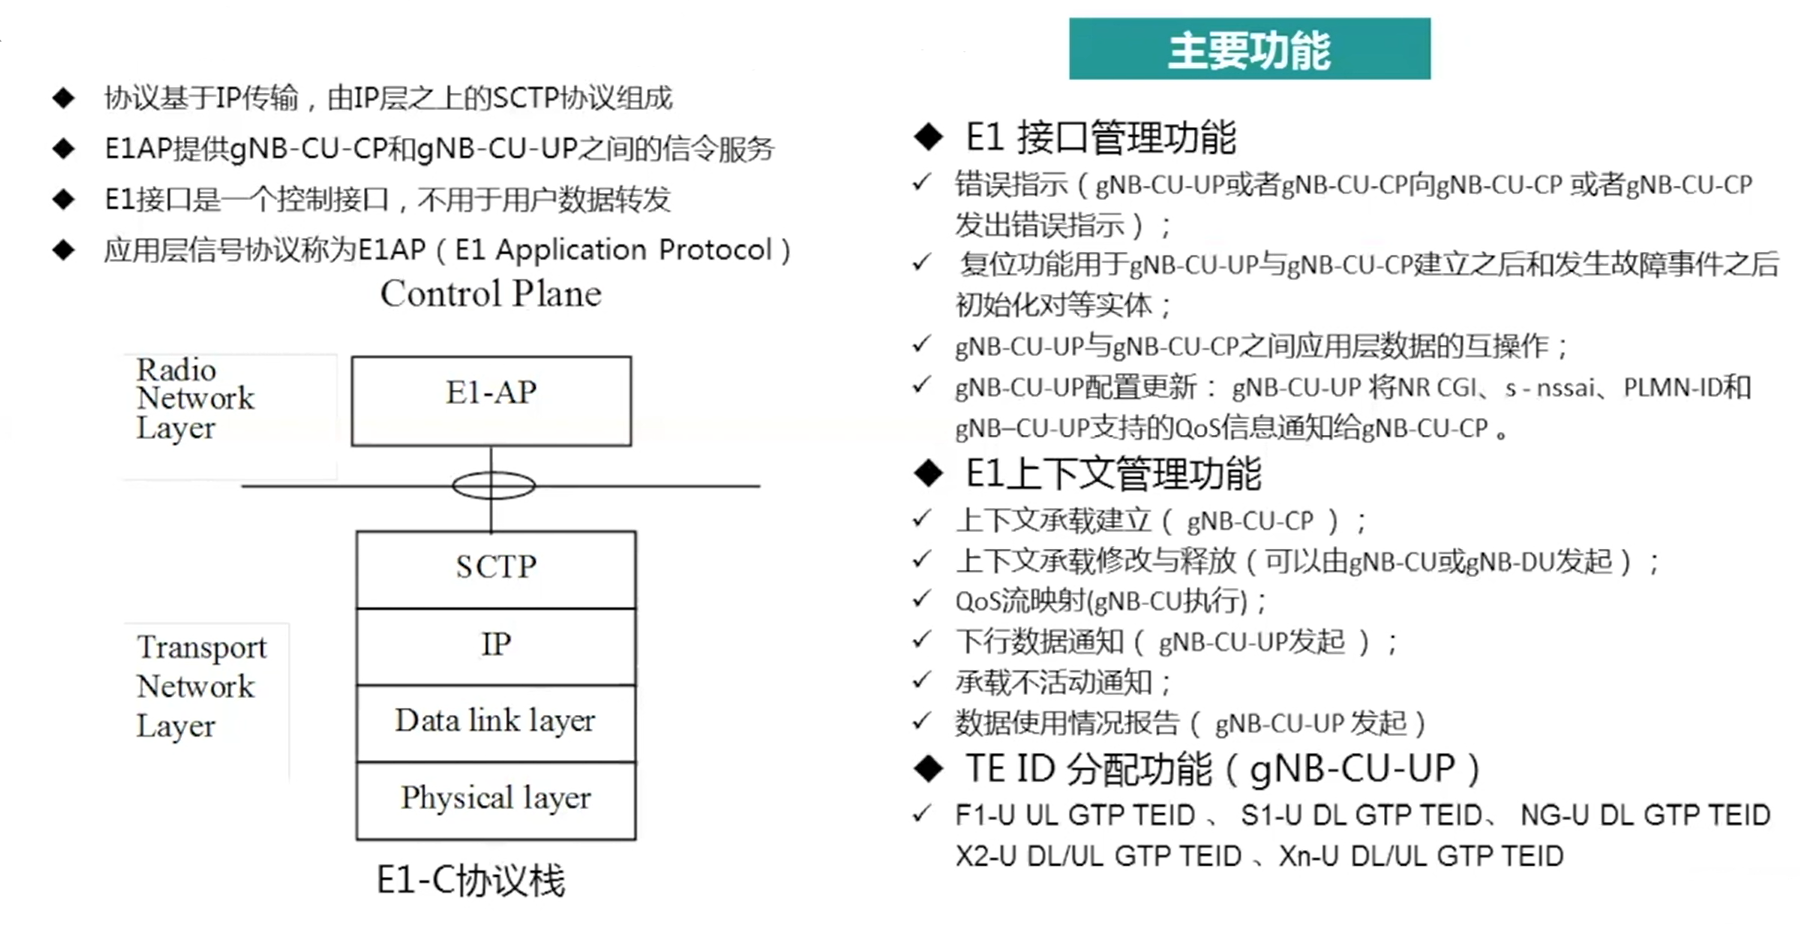 ◆ 协议基于IP传输，由IP层之上的SCTP协议组成
◆ E1AP提供gNB-CU-CP和gNB-CU-UP之间的信令服务
◆ E1接口是一个控制接口，不用于用户数据转发
◆ 应用层信号协议称为E1AP（E1 Application Protocol）
Control Plane
Radio
Network
Layer
E1-AP
SCTP
IP
Data link layer
Physical layer
Transport
Network
Layer
E1-C协议栈
主要功能
◆ E1 接口管理功能
✓ 错误指示（gNB-CU-UP或者gNB-CU-CP向gNB-CU-CP 或者gNB-CU-CP
发出错误指示）；
✓ 复位功能用于gNB-CU-UP与gNB-CU-CP建立之后和发生故障事件之后
初始化对等实体；
✓ gNB-CU-UP与gNB-CU-CP之间应用层数据的互操作；
✓ gNB-CU-UP配置更新： gNB-CU-UP 将NR CGI、s - nssai、PLMN-ID和
gNB–CU-UP支持的QoS信息通知给gNB-CU-CP 。
◆ E1上下文管理功能
✓ 上下文承载建立（ gNB-CU-CP ）；
✓ 上下文承载修改与释放（可以由gNB-CU或gNB-DU发起）；
✓ QoS流映射(gNB-CU执行)；
✓ 下行数据通知（ gNB-CU-UP发起 ）；
✓ 承载不活动通知；
✓ 数据使用情况报告（ gNB-CU-UP 发起）
◆ TE ID 分配功能（gNB-CU-UP）
✓ F1-U UL GTP TEID 、 S1-U DL GTP TEID、 NG-U DL GTP TEID
X2-U DL/UL GTP TEID 、Xn-U DL/UL GTP TEID